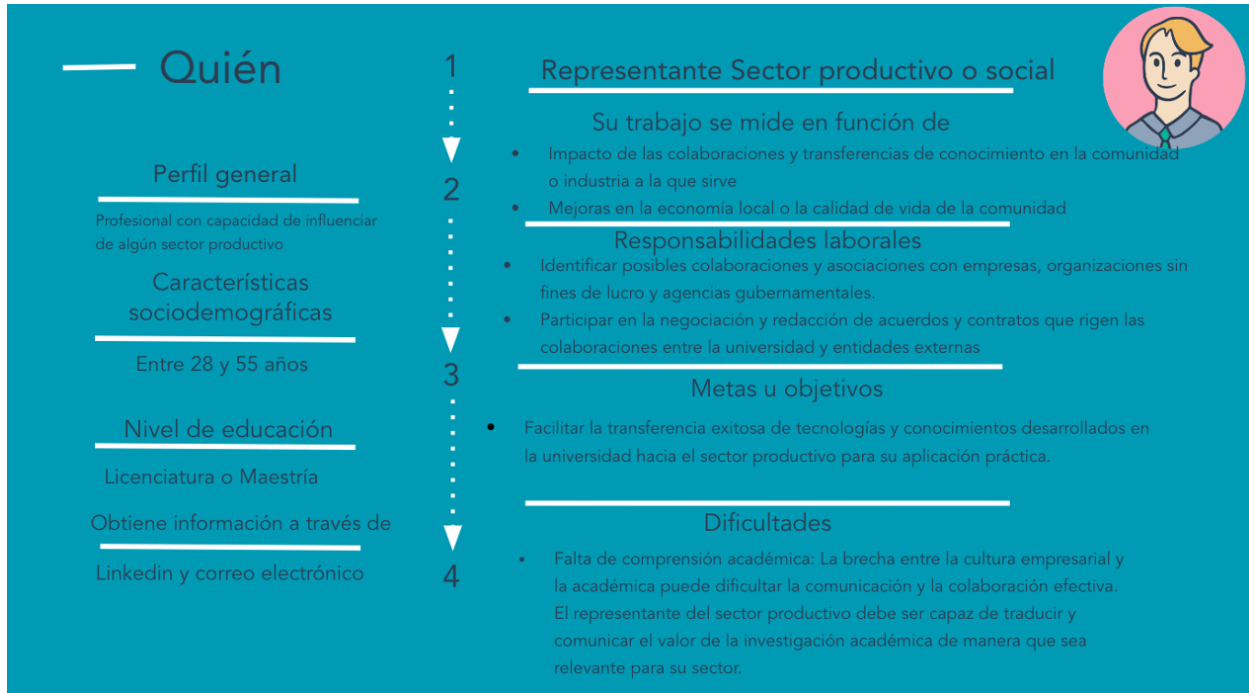 Quién
Perfil general
Profesional con capacidad de influenciar
de algún sector productivo
Características
sociodemográficas
Entre 28 y 55 años
Nivel de educación
Licenciatura o Maestría
Obtiene información a través de
Linkedin y correo electrónico
1
2
3
4
Representante Sector productivo o social
Su trabajo se mide en función de
• Impacto de las colaboraciones y transferencias de conocimiento en la comunidad
o industria a la que sirve
• Mejoras en la economía local o la calidad de vida de la comunidad
Responsabilidades laborales
• Identificar posibles colaboraciones y asociaciones con empresas, organizaciones sin
fines de lucro y agencias gubernamentales.
• Participar en la negociación y redacción de acuerdos y contratos que rigen las
colaboraciones entre la universidad y entidades externas
Metas u objetivos
• Facilitar la transferencia exitosa de tecnologías y conocimientos desarrollados en
la universidad hacia el sector productivo para su aplicación práctica.
Dificultades
• Falta de comprensión académica: La brecha entre la cultura empresarial y
la académica puede dificultar la comunicación y la colaboración efectiva.
El representante del sector productivo debe ser capaz de traducir y
comunicar el valor de la investigación académica de manera que sea
relevante para su sector.